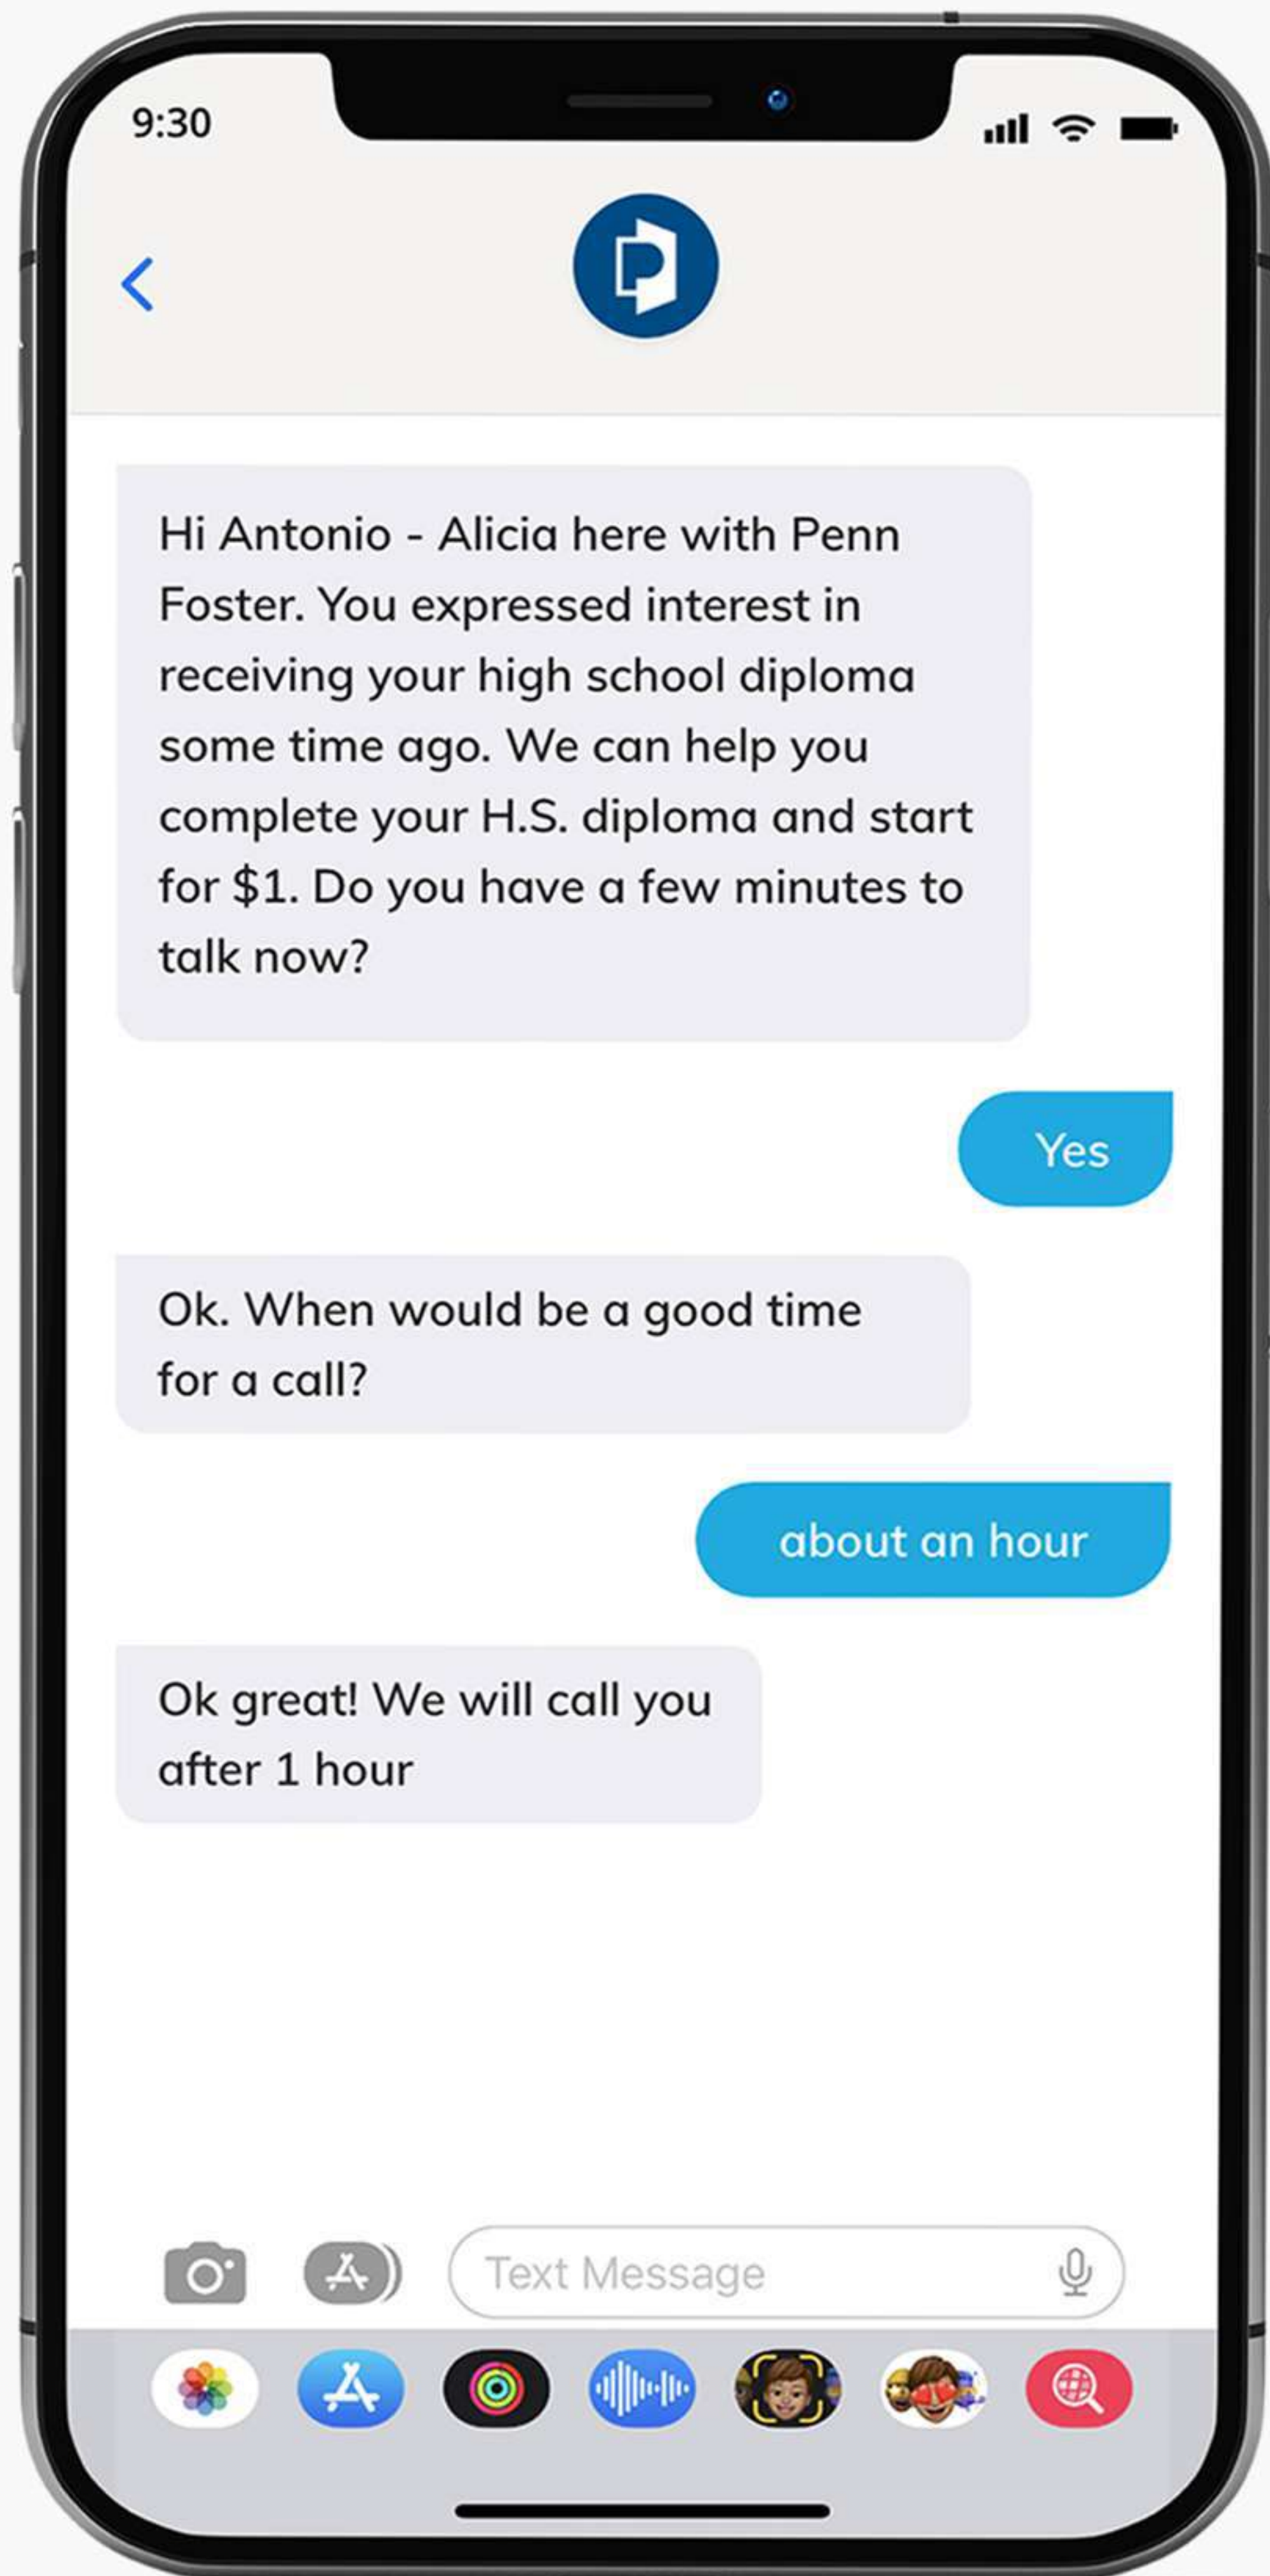 9:30
Hi Antonio - Alicia here with Penn
Foster. You expressed interest in
receiving your high school diploma
some time ago. We can help you
complete your H.S. diploma and start
for $1. Do you have a few minutes to
talk now?
Yes
Ok. When would be a good time
for a call?
about an hour
Ok great! We will call you
after 1 hour
Text Message